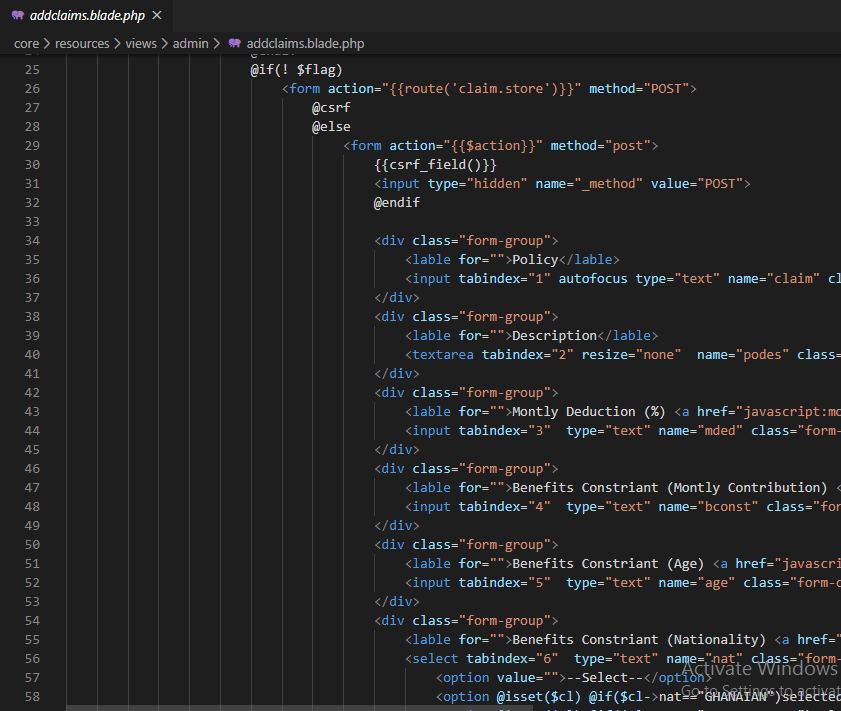 addclaims.blade.php ×
core > resources > views > admin > addclaims.blade.php
25 @if(! $flag)
26 <form action="{{route('claim.store')}}" method="POST">
27 @csrf
28 @else
29 <form action="{{$action}}" method="post">
30 {{csrf_field()}}
31 <input type="hidden" name="_method" value="POST">
32 @endif
33
34 <div class="form-group">
35 <lable for="">Policy</lable>
36 <input tabindex="1" autofocus type="text" name="claim" cl
37 </div>
38 <div class="form-group">
39 <lable for="">Description</lable>
40 <textarea tabindex="2" resize="none"  name="podes" class=
41 </div>
42 <div class="form-group">
43 <lable for="">Montly Deduction (%) <a href="javascript:mo
44 <input tabindex="3"  type="text" name="mded" class="form-
45 </div>
46 <div class="form-group">
47 <lable for="">Benefits Constriant (Montly Contribution) <
48 <input tabindex="4"  type="text" name="bconst" class="for
49 </div>
50 <div class="form-group">
51 <lable for="">Benefits Constriant (Age) <a href="javascri
52 <input tabindex="5"  type="text" name="age" class="form-c
53 </div>
54 <div class="form-group">
55 <lable for="">Benefits Constriant (Nationality) <a href="
56 <select tabindex="6"  type="text" name="nat" class="form-
Activate Windows
57 <option value="">--Select--</option>
58 <option @isset($cl) @if($cl->nat=="GHANAIAN")selected
Go to Settings to activat